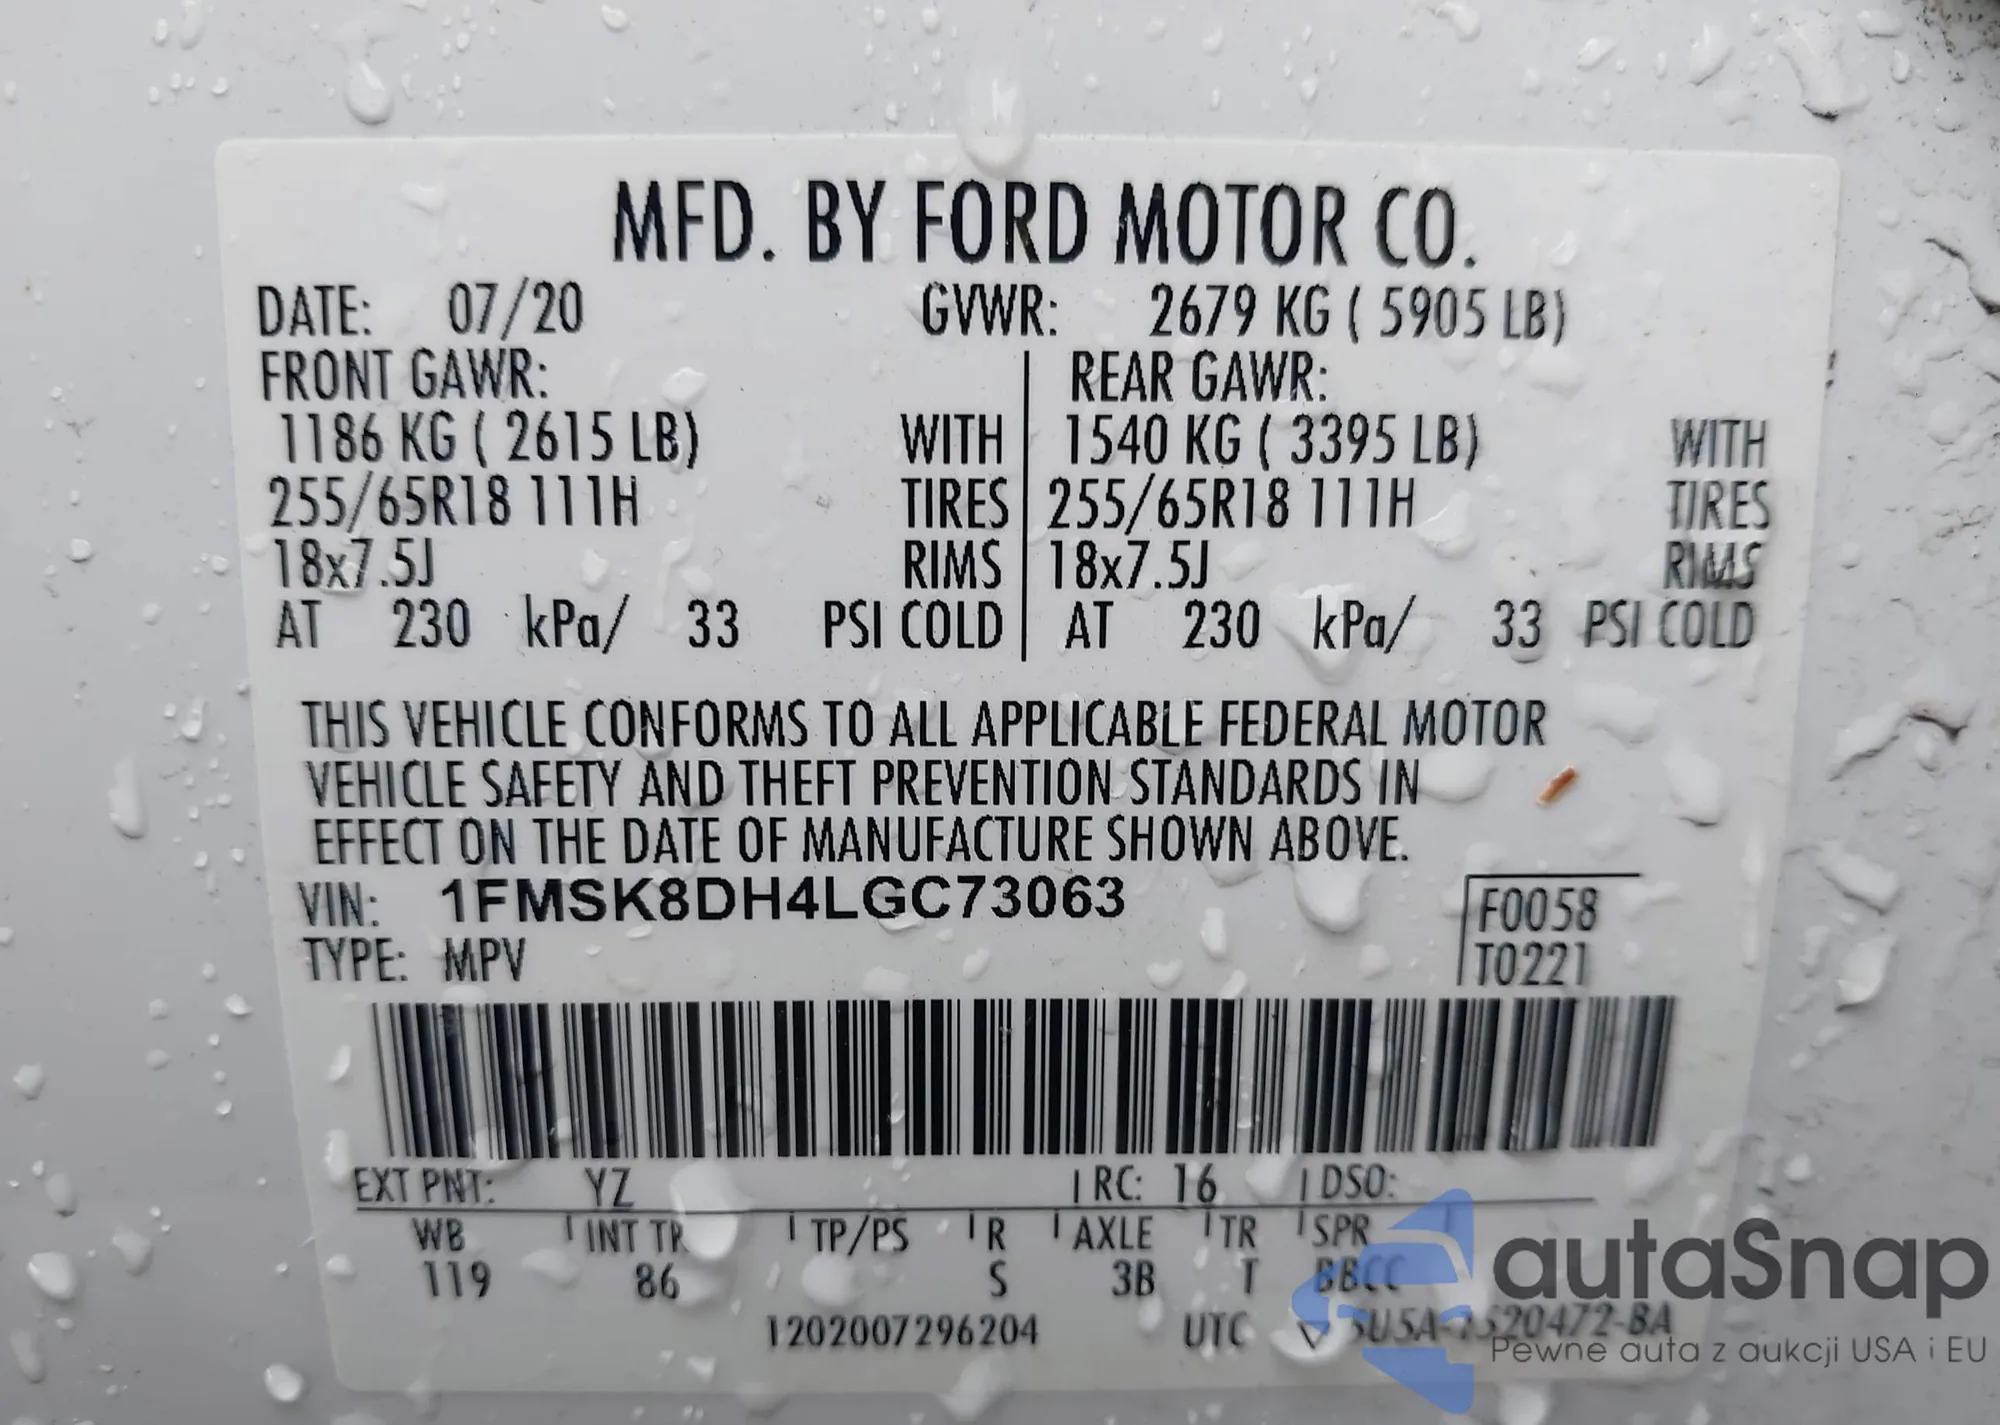 MFD. BY FORD MOTOR CO.
DATE: 07/20 GVWR: 2679 KG ( 5905 LB)
FRONT GAWR: REAR GAWR:
1186 KG ( 2615 LB) WITH 1540 KG ( 3395 LB) WITH
255/65R18 111H TIRES 255/65R18 111H TIRES
18x7.5J RIMS 18x7.5J RIMS
AT 230 kPa/ 33 PSI COLD AT 230 kPa/ 33 PSI COLD
THIS VEHICLE CONFORMS TO ALL APPLICABLE FEDERAL MOTOR
VEHICLE SAFETY AND THEFT PREVENTION STANDARDS IN
EFFECT ON THE DATE OF MANUFACTURE SHOWN ABOVE.
VIN: 1FMSK8DH4LGC73063 F0058
TYPE: MPV T0221
EXT PNT: YZ RC: 16 DSO:
WB INT TR TP/PS R AXLE TR SPR
119 86 S 3B T BBCC
1202007296204 UTC
autaSnap
Pewne auta z aukcji USA i EU